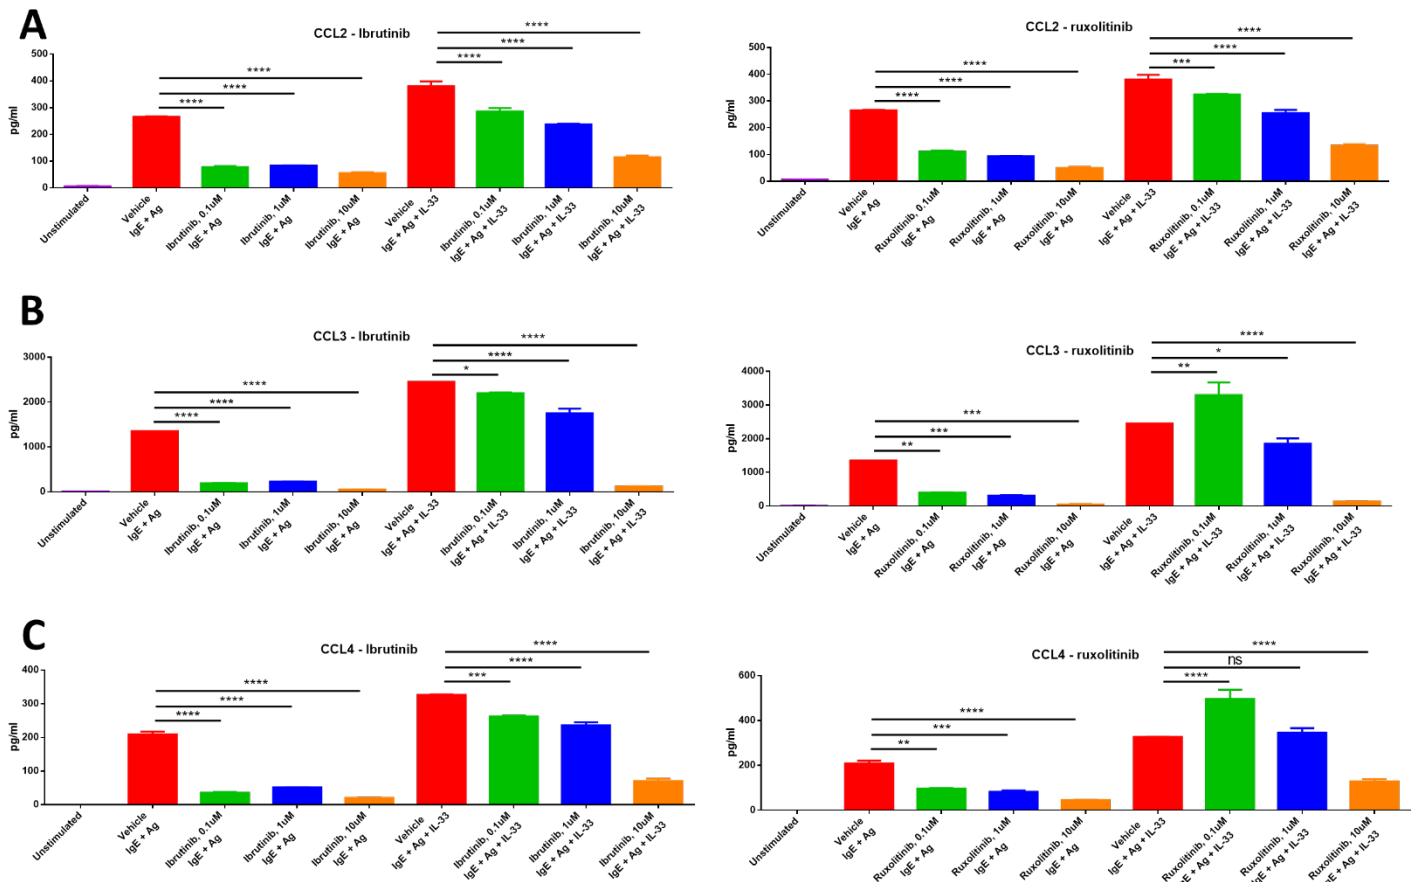 A
CCL2 - Ibrutinib
****
****
****
****
****
****
pg/ml
500
400
300
200
100
0
Unstimulated
Vehicle
IgE + Ag
Ibrutinib, 0.1uM
IgE + Ag
Ibrutinib, 1uM
IgE + Ag
Ibrutinib, 10uM
IgE + Ag
Vehicle
IgE + Ag + IL-33
Ibrutinib, 0.1uM
IgE + Ag + IL-33
Ibrutinib, 1uM
IgE + Ag + IL-33
Ibrutinib, 10uM
IgE + Ag + IL-33
CCL2 - ruxolitinib
****
****
***
****
****
****
pg/ml
500
400
300
200
100
0
Unstimulated
Vehicle
IgE + Ag
Ruxolitinib, 0.1uM
IgE + Ag
Ruxolitinib, 1uM
IgE + Ag
Ruxolitinib, 10uM
IgE + Ag
Vehicle
IgE + Ag + IL-33
Ruxolitinib, 0.1uM
IgE + Ag + IL-33
Ruxolitinib, 1uM
IgE + Ag + IL-33
Ruxolitinib, 10uM
IgE + Ag + IL-33
B
CCL3 - Ibrutinib
****
****
*
****
****
****
pg/ml
3000
2000
1000
0
Unstimulated
Vehicle
IgE + Ag
Ibrutinib, 0.1uM
IgE + Ag
Ibrutinib, 1uM
IgE + Ag
Ibrutinib, 10uM
IgE + Ag
Vehicle
IgE + Ag + IL-33
Ibrutinib, 0.1uM
IgE + Ag + IL-33
Ibrutinib, 1uM
IgE + Ag + IL-33
Ibrutinib, 10uM
IgE + Ag + IL-33
CCL3 - ruxolitinib
****
*
**
***
***
**
pg/ml
4000
3000
2000
1000
0
Unstimulated
Vehicle
IgE + Ag
Ruxolitinib, 0.1uM
IgE + Ag
Ruxolitinib, 1uM
IgE + Ag
Ruxolitinib, 10uM
IgE + Ag
Vehicle
IgE + Ag + IL-33
Ruxolitinib, 0.1uM
IgE + Ag + IL-33
Ruxolitinib, 1uM
IgE + Ag + IL-33
Ruxolitinib, 10uM
IgE + Ag + IL-33
C
CCL4 - Ibrutinib
****
****
***
****
****
****
pg/ml
400
300
200
100
0
Unstimulated
Vehicle
IgE + Ag
Ibrutinib, 0.1uM
IgE + Ag
Ibrutinib, 1uM
IgE + Ag
Ibrutinib, 10uM
IgE + Ag
Vehicle
IgE + Ag + IL-33
Ibrutinib, 0.1uM
IgE + Ag + IL-33
Ibrutinib, 1uM
IgE + Ag + IL-33
Ibrutinib, 10uM
IgE + Ag + IL-33
CCL4 - ruxolitinib
****
ns
****
****
***
**
pg/ml
600
400
200
0
Unstimulated
Vehicle
IgE + Ag
Ruxolitinib, 0.1uM
IgE + Ag
Ruxolitinib, 1uM
IgE + Ag
Ruxolitinib, 10uM
IgE + Ag
Vehicle
IgE + Ag + IL-33
Ruxolitinib, 0.1uM
IgE + Ag + IL-33
Ruxolitinib, 1uM
IgE + Ag + IL-33
Ruxolitinib, 10uM
IgE + Ag + IL-33